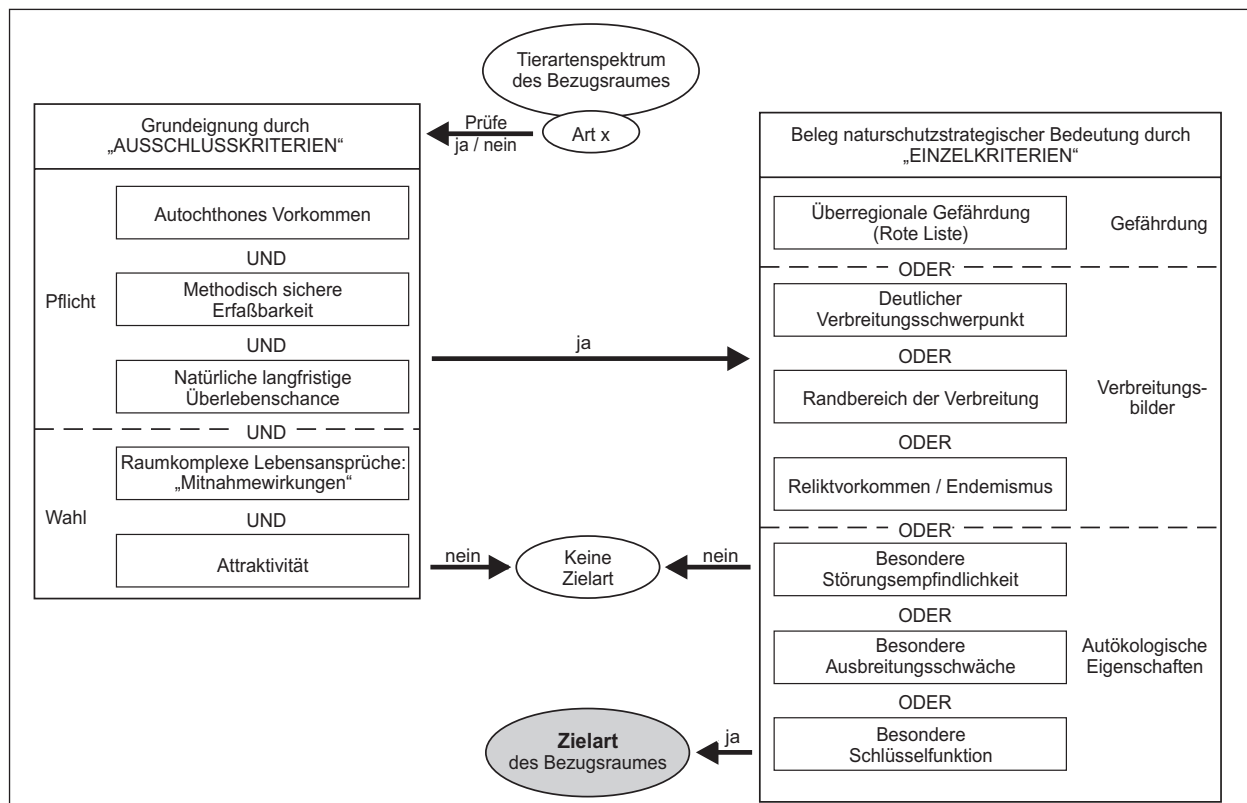 Tierartenspektrum
des Bezugsraumes
Art x
Prüfe
ja / nein
Grundeignung durch
„AUSSCHLUSSKRITERIEN“
Pflicht
Autochthones Vorkommen
UND
Methodisch sichere
Erfaßbarkeit
UND
Natürliche langfristige
Überlebenschance
UND
Wahl
Raumkomplexe Lebensansprüche:
„Mitnahmewirkungen“
UND
Attraktivität
ja
nein
Keine
Zielart
nein
Beleg naturschutzstrategischer Bedeutung durch
„EINZELKRITERIEN“
Überregionale Gefährdung
(Rote Liste)
Gefährdung
ODER
Deutlicher
Verbreitungsschwerpunkt
ODER
Randbereich der Verbreitung
Verbreitungs-
bilder
ODER
Reliktvorkommen / Endemismus
ODER
Besondere
Störungsempfindlichkeit
ODER
Besondere
Ausbreitungsschwäche
Autökologische
Eigenschaften
ODER
Besondere
Schlüsselfunktion
ja
Zielart
des Bezugsraumes